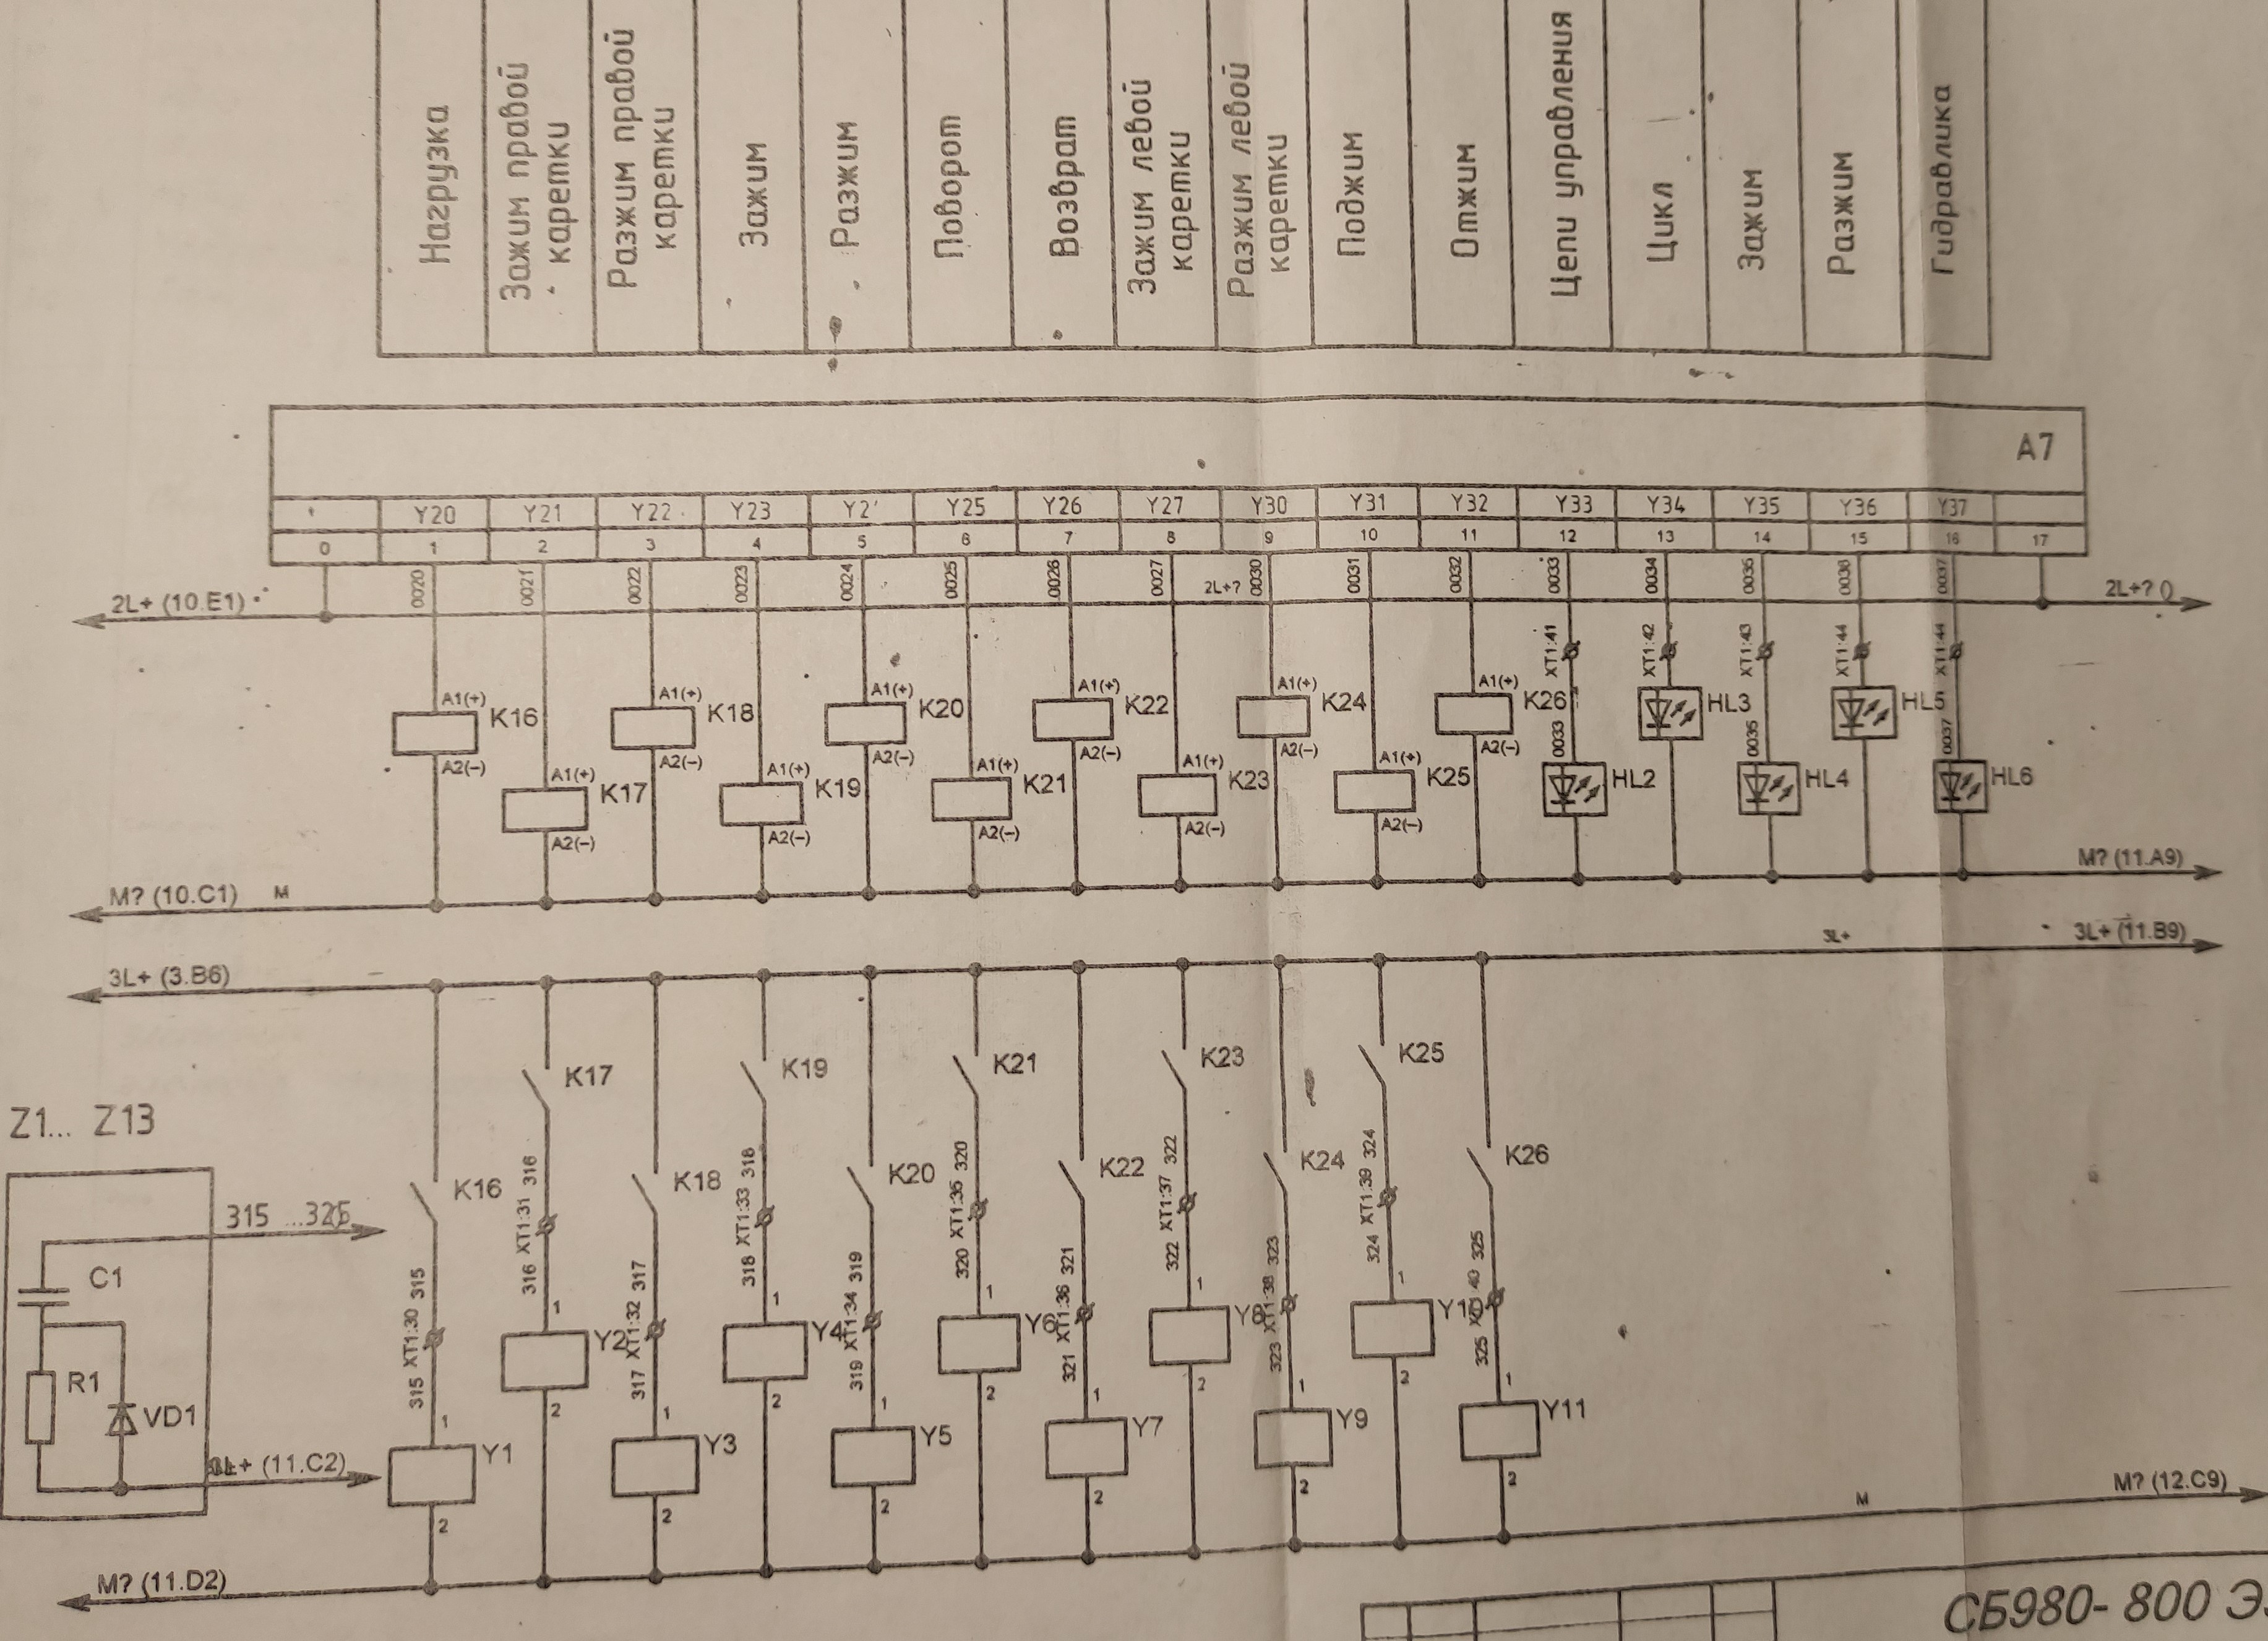 Нагрузка
Зажим правой
каретки
Разжим правой
каретки
Зажим
Разжим
Поворот
Возврат
Зажим левой
каретки
Разжим левой
каретки
Поджим
Отжим
Цепи управления
Цикл
Зажим
Разжим
Гидравлика
A7
Y20 Y21 Y22 Y23 Y2' Y25 Y26 Y27 Y30 Y31 Y32 Y33 Y34 Y35 Y36 Y37
0 1 2 3 4 5 6 7 8 9 10 11 12 13 14 15 16 17
0020 0021 0022 0023 0024 0025 0026 0027 0030 0031 0032 0033 0034 0035 0036 0037
2L+ (10.E1) 2L+? 2L+? ()
XT1:41 XT1:42 XT1:43 XT1:44 XT1:44
A1(+) A1(+) A1(+) A1(+) A1(+) A1(+)
K16 K18 K20 K22 K24 K26 HL3 HL5
A2(−) A2(−) A2(−) A2(−) A2(−) A2(−) 0033 0035 0037
A1(+) A1(+) A1(+) A1(+) A1(+)
K17 K19 K21 K23 K25 HL2 HL4 HL6
A2(−) A2(−) A2(−) A2(−) A2(−)
M? (10.C1) M M? (11.A9)
3L+ (3.B6) 3L+ 3L+ (11.B9)
K17 K19 K21 K23 K25
Z1... Z13
K16 K18 K20 K22 K24 K26
316 318 320 322 324
XT1:31 XT1:33 XT1:35 XT1:37 XT1:39
316 318 320 322 324
315 ...325
C1
R1
VD1
315 317 319 321 323 325
XT1:30 XT1:32 XT1:34 XT1:36 XT1:38
315 317 319 321 323 325
1 1 1 1 1
Y2 Y4 Y6 Y8
2 2 2 2 2
1 1 1 1 1 1
Y1 Y3 Y5 Y7 Y9 Y11
2 2 2 2 2 2
L+ (11.C2)
M M? (12.C9)
M? (11.D2)
СБ980- 800 Э